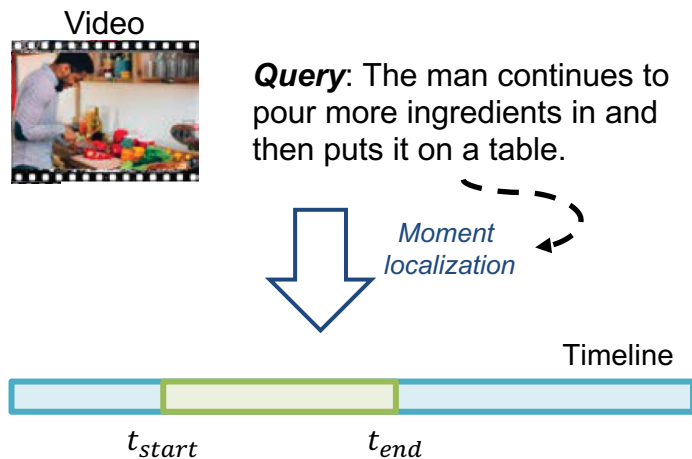 Video
Query: The man continues to
pour more ingredients in and
then puts it on a table.
Moment
localization
Timeline
t_start
t_end